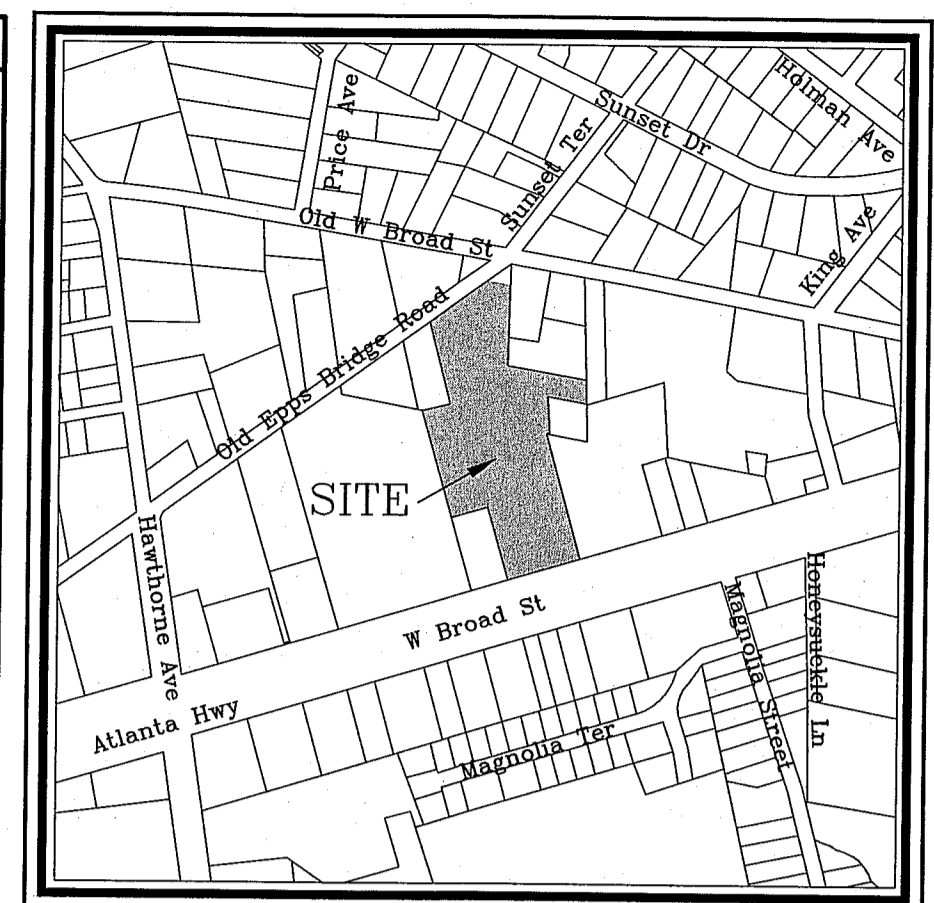 Holman Ave
Sunset Dr
Price Ave
Sunset Ter
Old W Broad St
King Ave
Old Epps Bridge Road
SITE
Hawthorne Ave
W Broad St
Honeysuckle Ln
Magnolia Street
Atlanta Hwy
Magnolia Ter